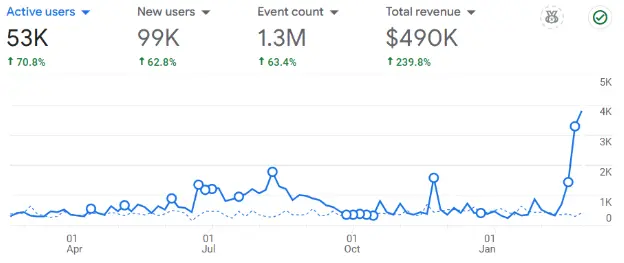 Active users New users Event count Total revenue
53K 99K 1.3M $490K
↑ 70.8% ↑ 62.8% ↑ 63.4% ↑ 239.8%
5K
4K
3K
2K
1K
0
01 01 01 01
Apr Jul Oct Jan